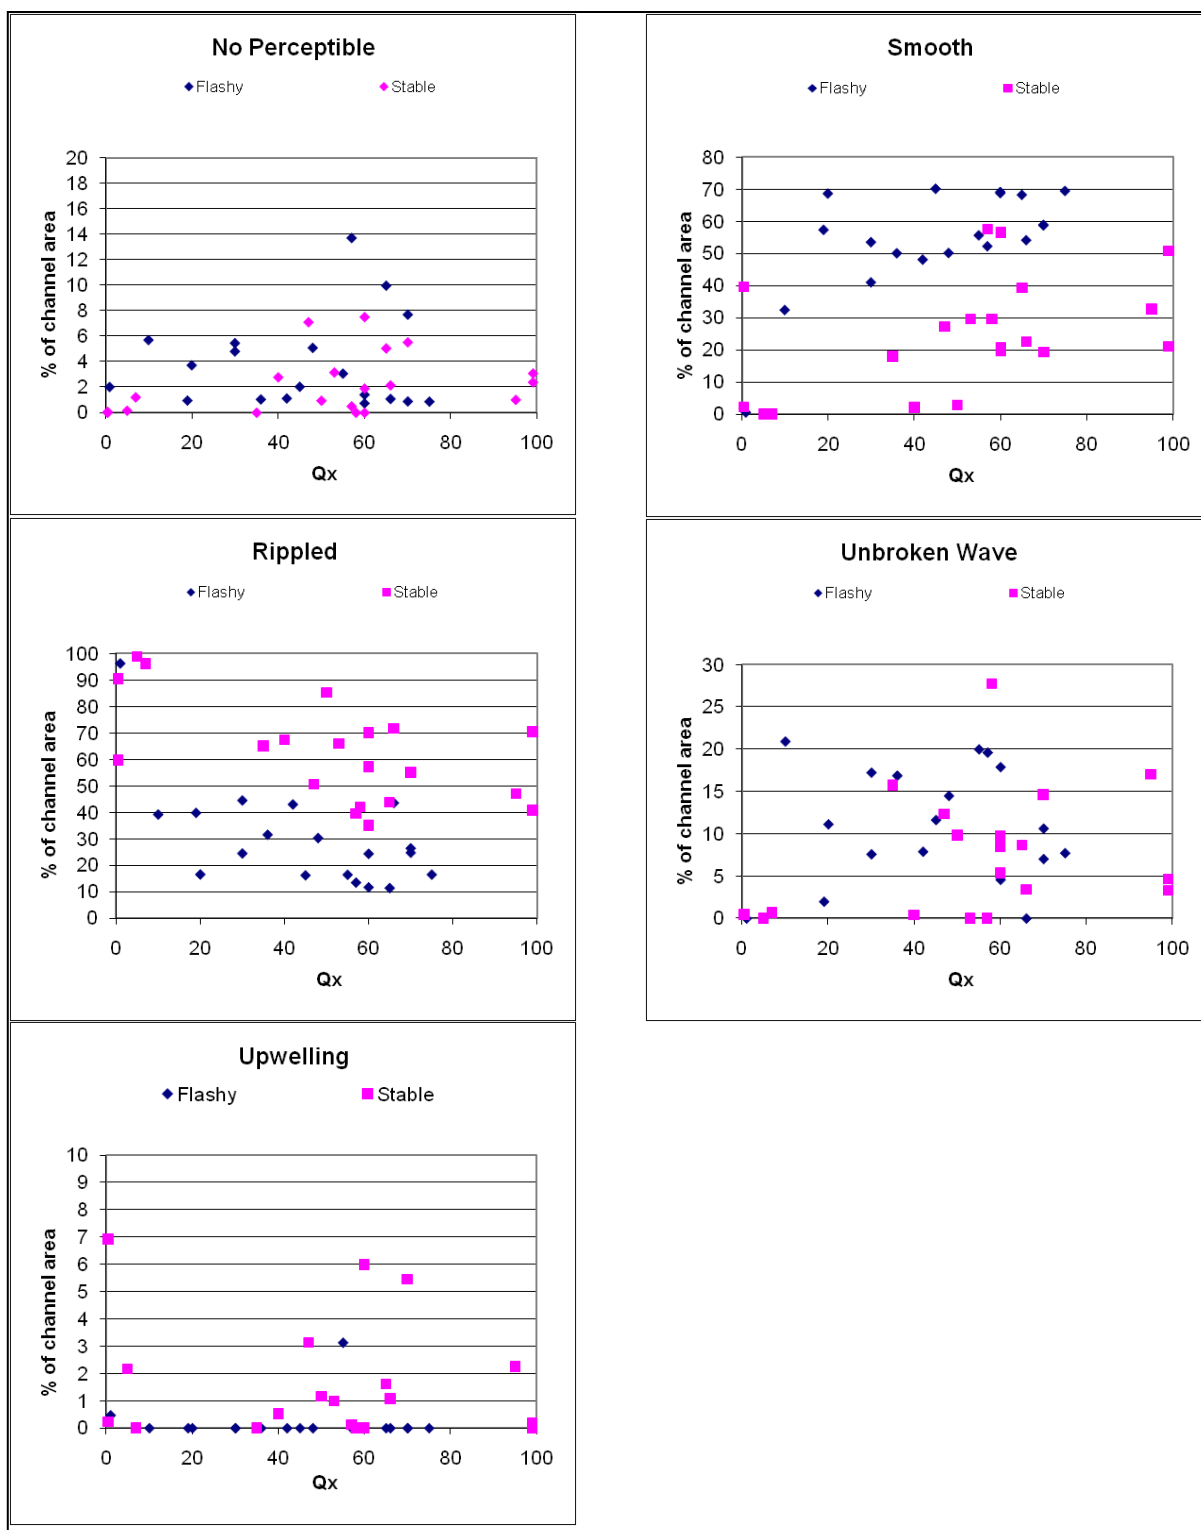 No Perceptible
Flashy Stable
% of channel area
20
18
16
14
12
10
8
6
4
2
0
0 20 40 60 80 100
Qx
Smooth
Flashy Stable
% of channel area
80
70
60
50
40
30
20
10
0
0 20 40 60 80 100
Qx
Rippled
Flashy Stable
% of channel area
100
90
80
70
60
50
40
30
20
10
0
0 20 40 60 80 100
Qx
Unbroken Wave
Flashy Stable
% of channel area
30
25
20
15
10
5
0
0 20 40 60 80 100
Qx
Upwelling
Flashy Stable
% of channel area
10
9
8
7
6
5
4
3
2
1
0
0 20 40 60 80 100
Qx